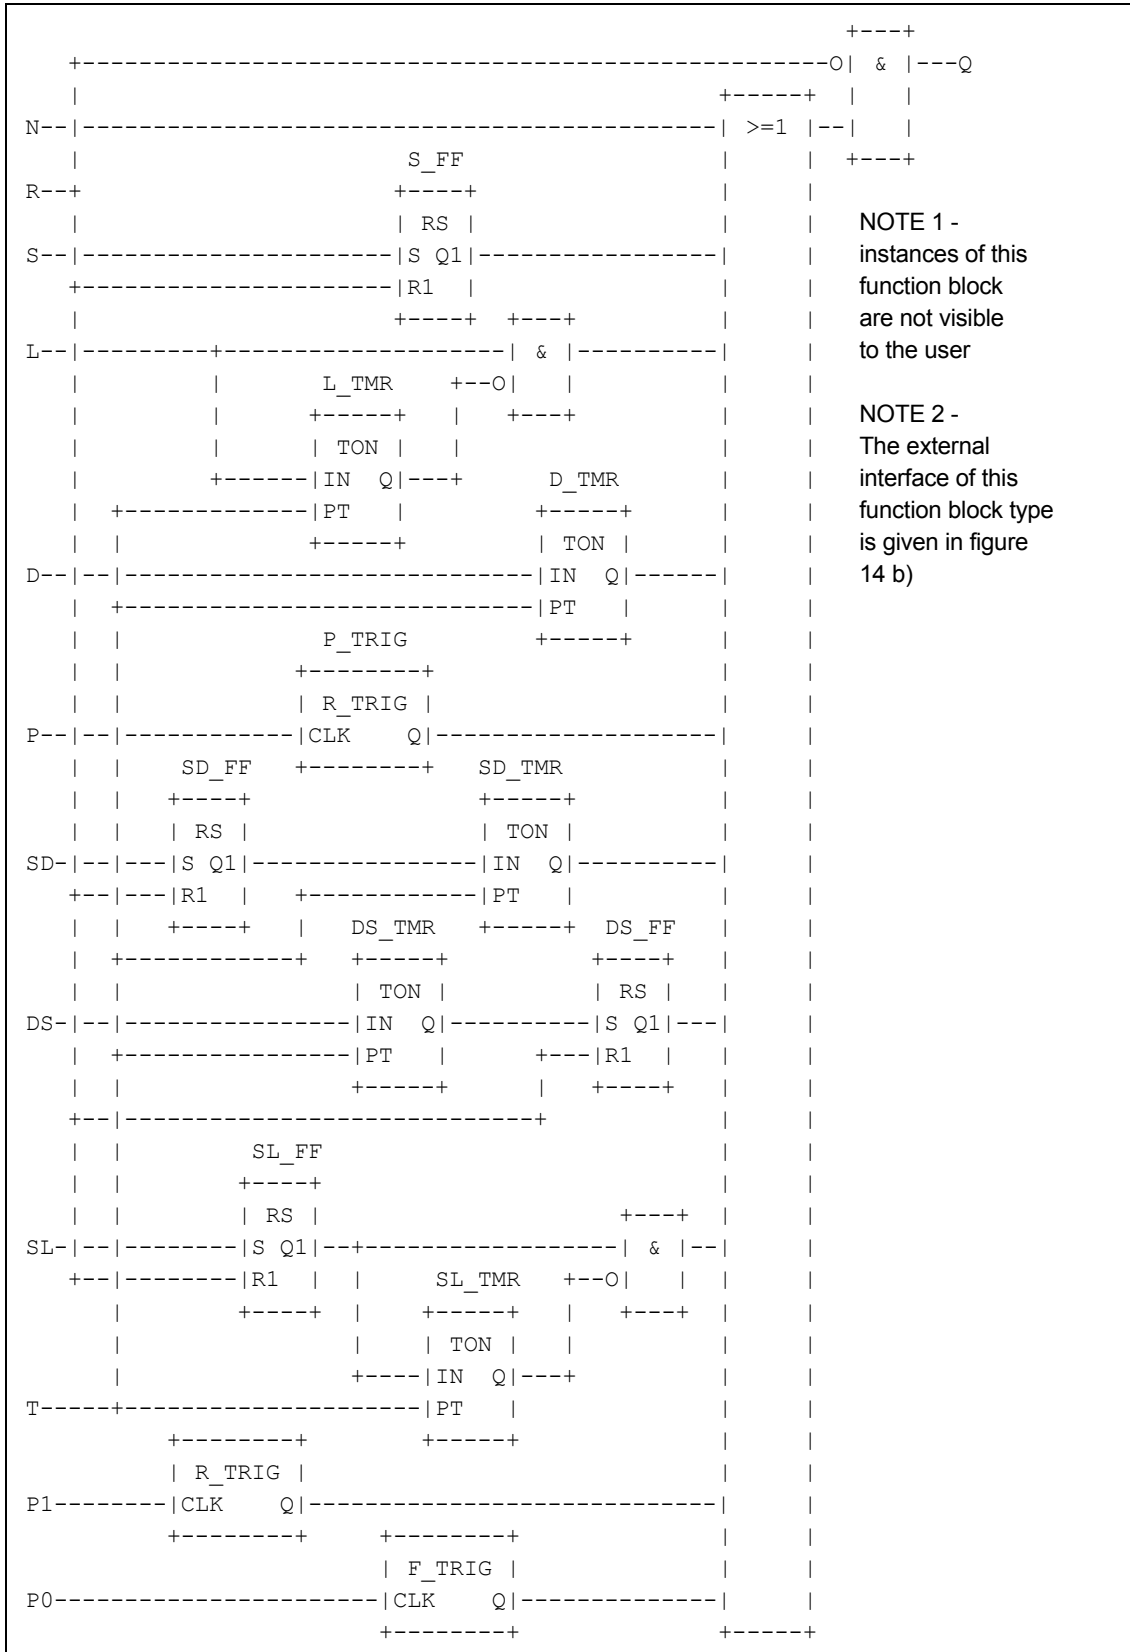 O| & |---Q
N-- >=1
S_FF
R--
RS
S-- S Q1
R1
L-- &
L_TMR O
TON
IN Q D_TMR
PT
TON
D-- IN Q
PT
P_TRIG
R_TRIG
P-- CLK Q
SD_FF SD_TMR
RS TON
SD- S Q1 IN Q
R1 PT
DS_TMR DS_FF
TON RS
DS- IN Q S Q1
PT R1
SL_FF
RS
SL- S Q1 &
R1 SL_TMR O
TON
IN Q
T-- PT
R_TRIG
P1-- CLK Q
F_TRIG
P0-- CLK Q
NOTE 1 -
instances of this
function block
are not visible
to the user
NOTE 2 -
The external
interface of this
function block type
is given in figure
14 b)